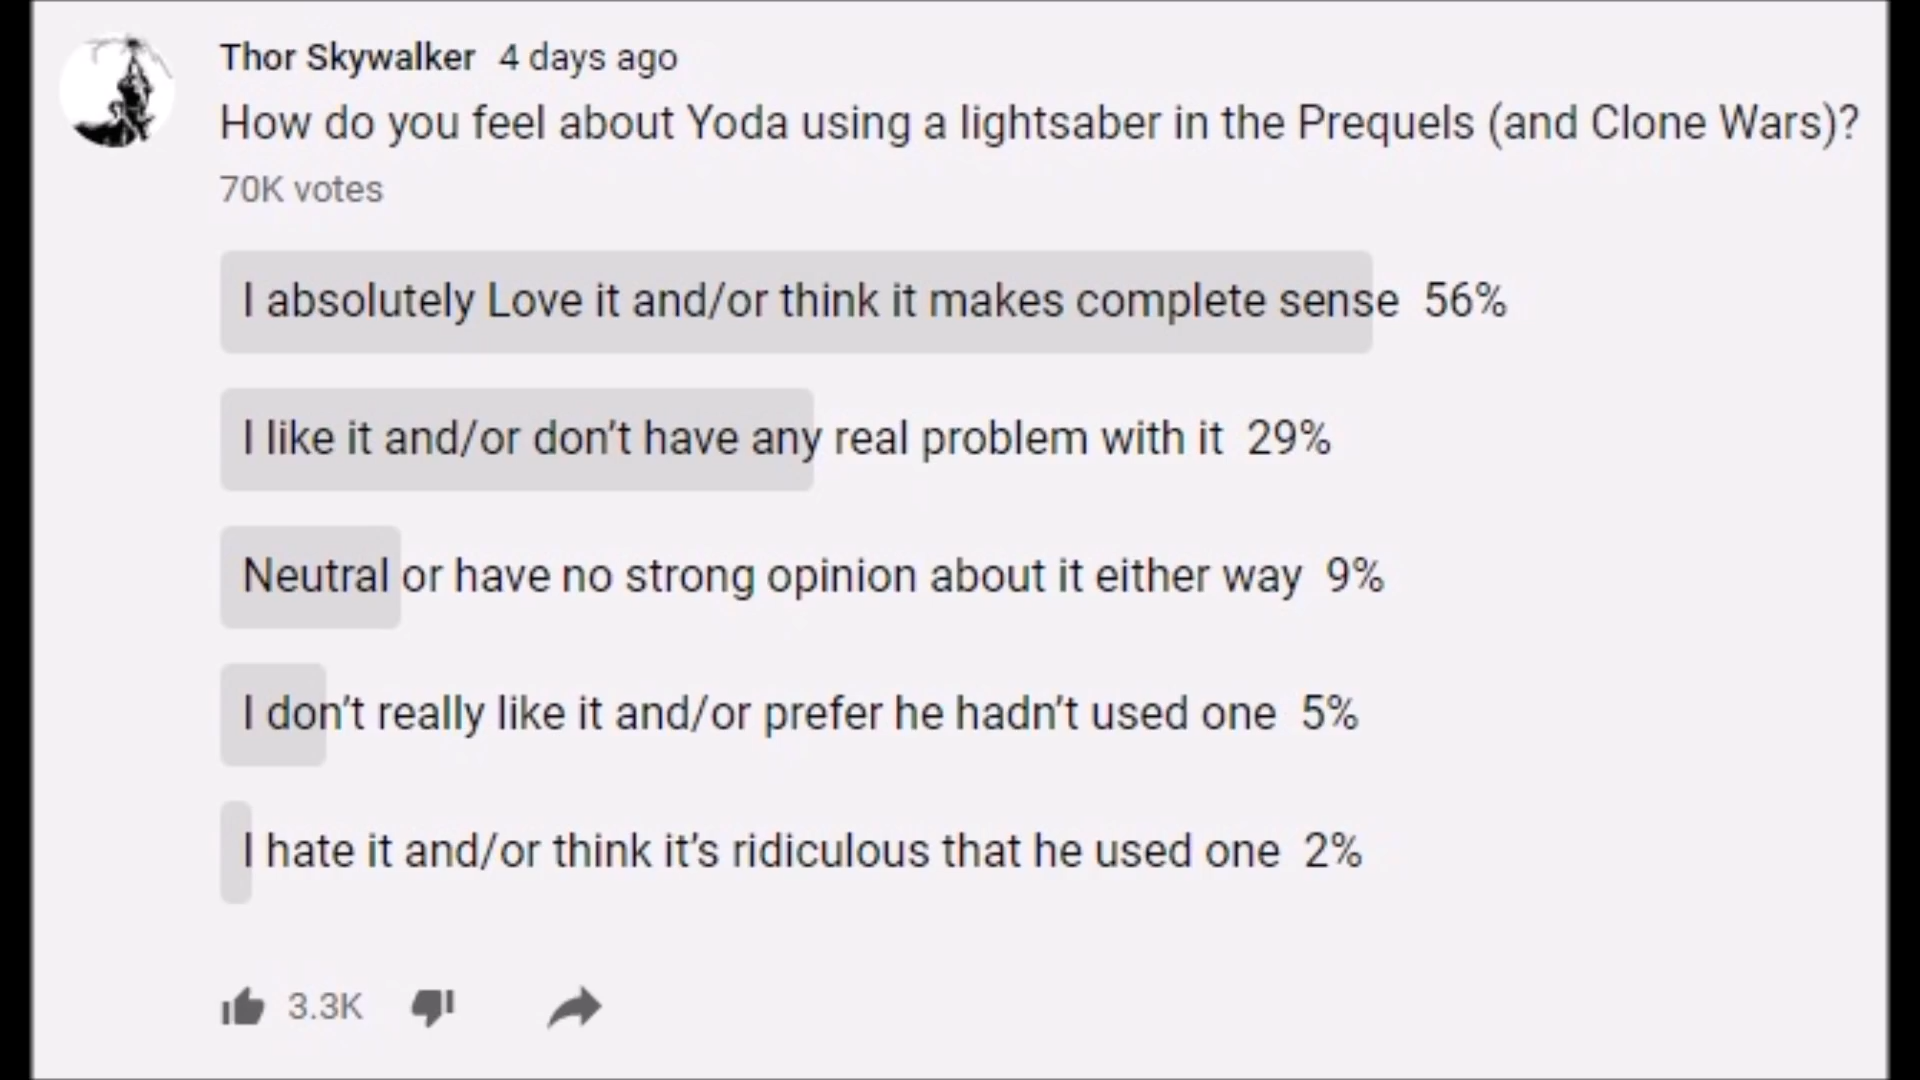 Thor Skywalker 4 days ago
How do you feel about Yoda using a lightsaber in the Prequels (and Clone Wars)?
70K votes
I absolutely Love it and/or think it makes complete sense 56%
I like it and/or don’t have any real problem with it 29%
Neutral or have no strong opinion about it either way 9%
I don’t really like it and/or prefer he hadn’t used one 5%
I hate it and/or think it’s ridiculous that he used one 2%
3.3K